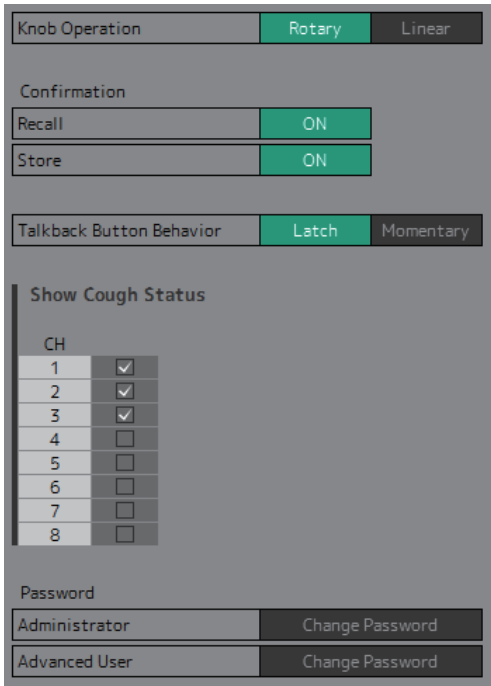 Knob Operation Rotary Linear
Confirmation
Recall ON
Store ON
Talkback Button Behavior Latch Momentary
Show Cough Status
CH
1
2
3
4
5
6
7
8
Password
Administrator Change Password
Advanced User Change Password